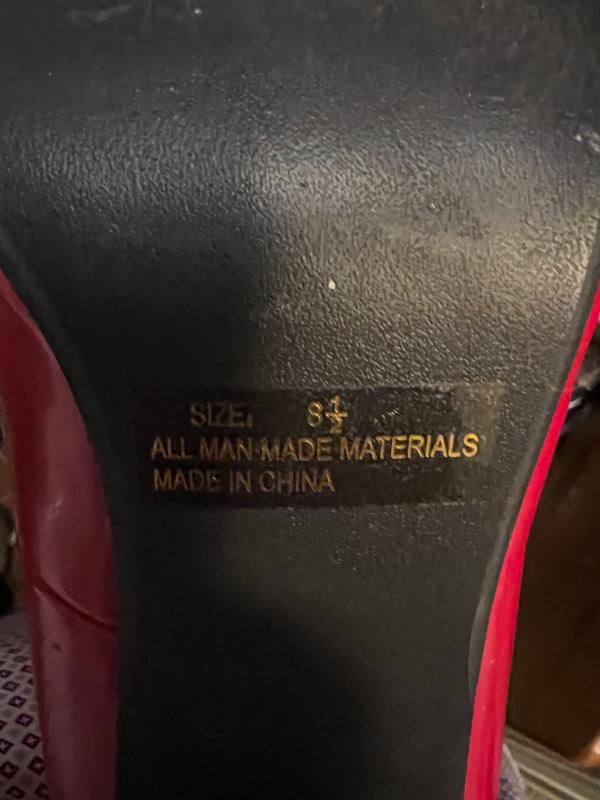 SIZE: 8½
ALL MAN-MADE MATERIALS
MADE IN CHINA